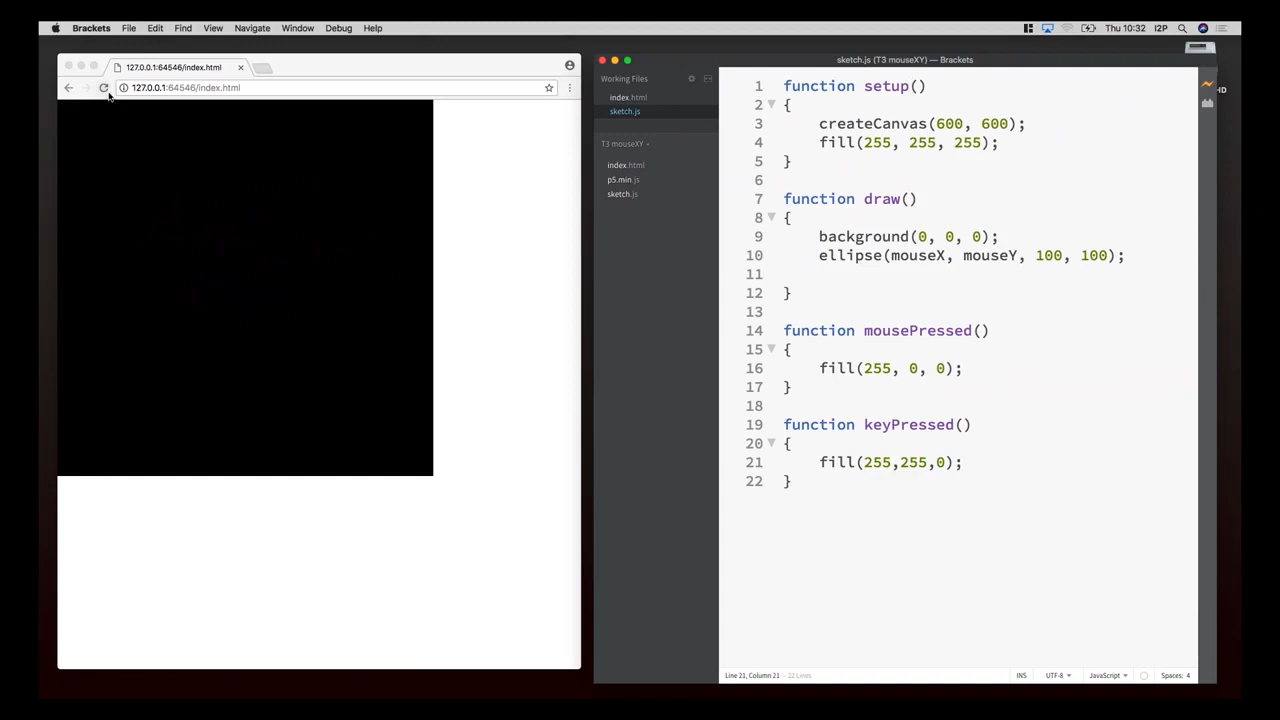 Brackets File Edit Find View Navigate Window Debug Help Thu 10:32 I2P
127.0.0.1:64546/index.html
127.0.0.1:64546/index.html
sketch.js (T3 mouseXY) — Brackets
Working Files
index.html
sketch.js
T3 mouseXY
index.html
p5.min.js
sketch.js
HD
1 function setup()
2 {
3 createCanvas(600, 600);
4 fill(255, 255, 255);
5 }
6
7 function draw()
8 {
9 background(0, 0, 0);
10 ellipse(mouseX, mouseY, 100, 100);
11
12 }
13
14 function mousePressed()
15 {
16 fill(255, 0, 0);
17 }
18
19 function keyPressed()
20 {
21 fill(255,255,0);
22 }
Line 21, Column 21 — 22 Lines INS UTF-8 JavaScript Spaces: 4